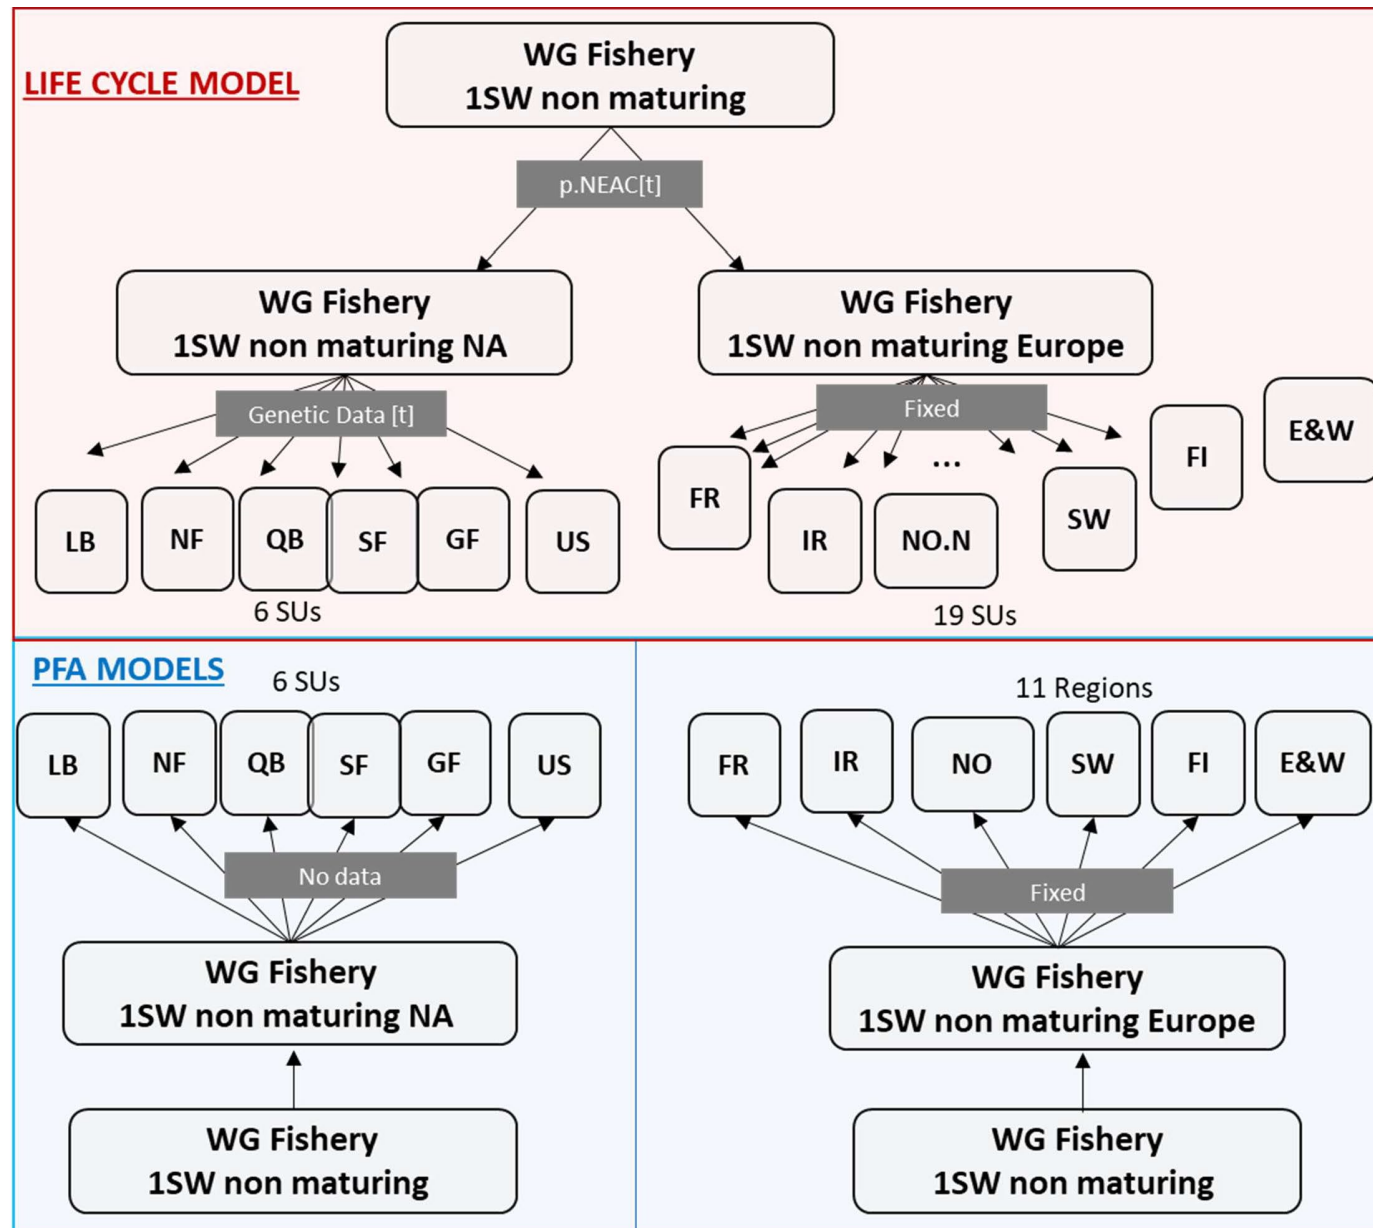 LIFE CYCLE MODEL
WG Fishery
1SW non maturing
p.NEAC[t]
WG Fishery
1SW non maturing NA
WG Fishery
1SW non maturing Europe
Genetic Data [t]
Fixed
LB
NF
QB
SF
GF
US
FR
IR
NO.N
...
SW
FI
E&W
6 SUs
19 SUs
PFA MODELS
6 SUs
11 Regions
LB
NF
QB
SF
GF
US
FR
IR
NO
SW
FI
E&W
No data
Fixed
WG Fishery
1SW non maturing NA
WG Fishery
1SW non maturing Europe
WG Fishery
1SW non maturing
WG Fishery
1SW non maturing